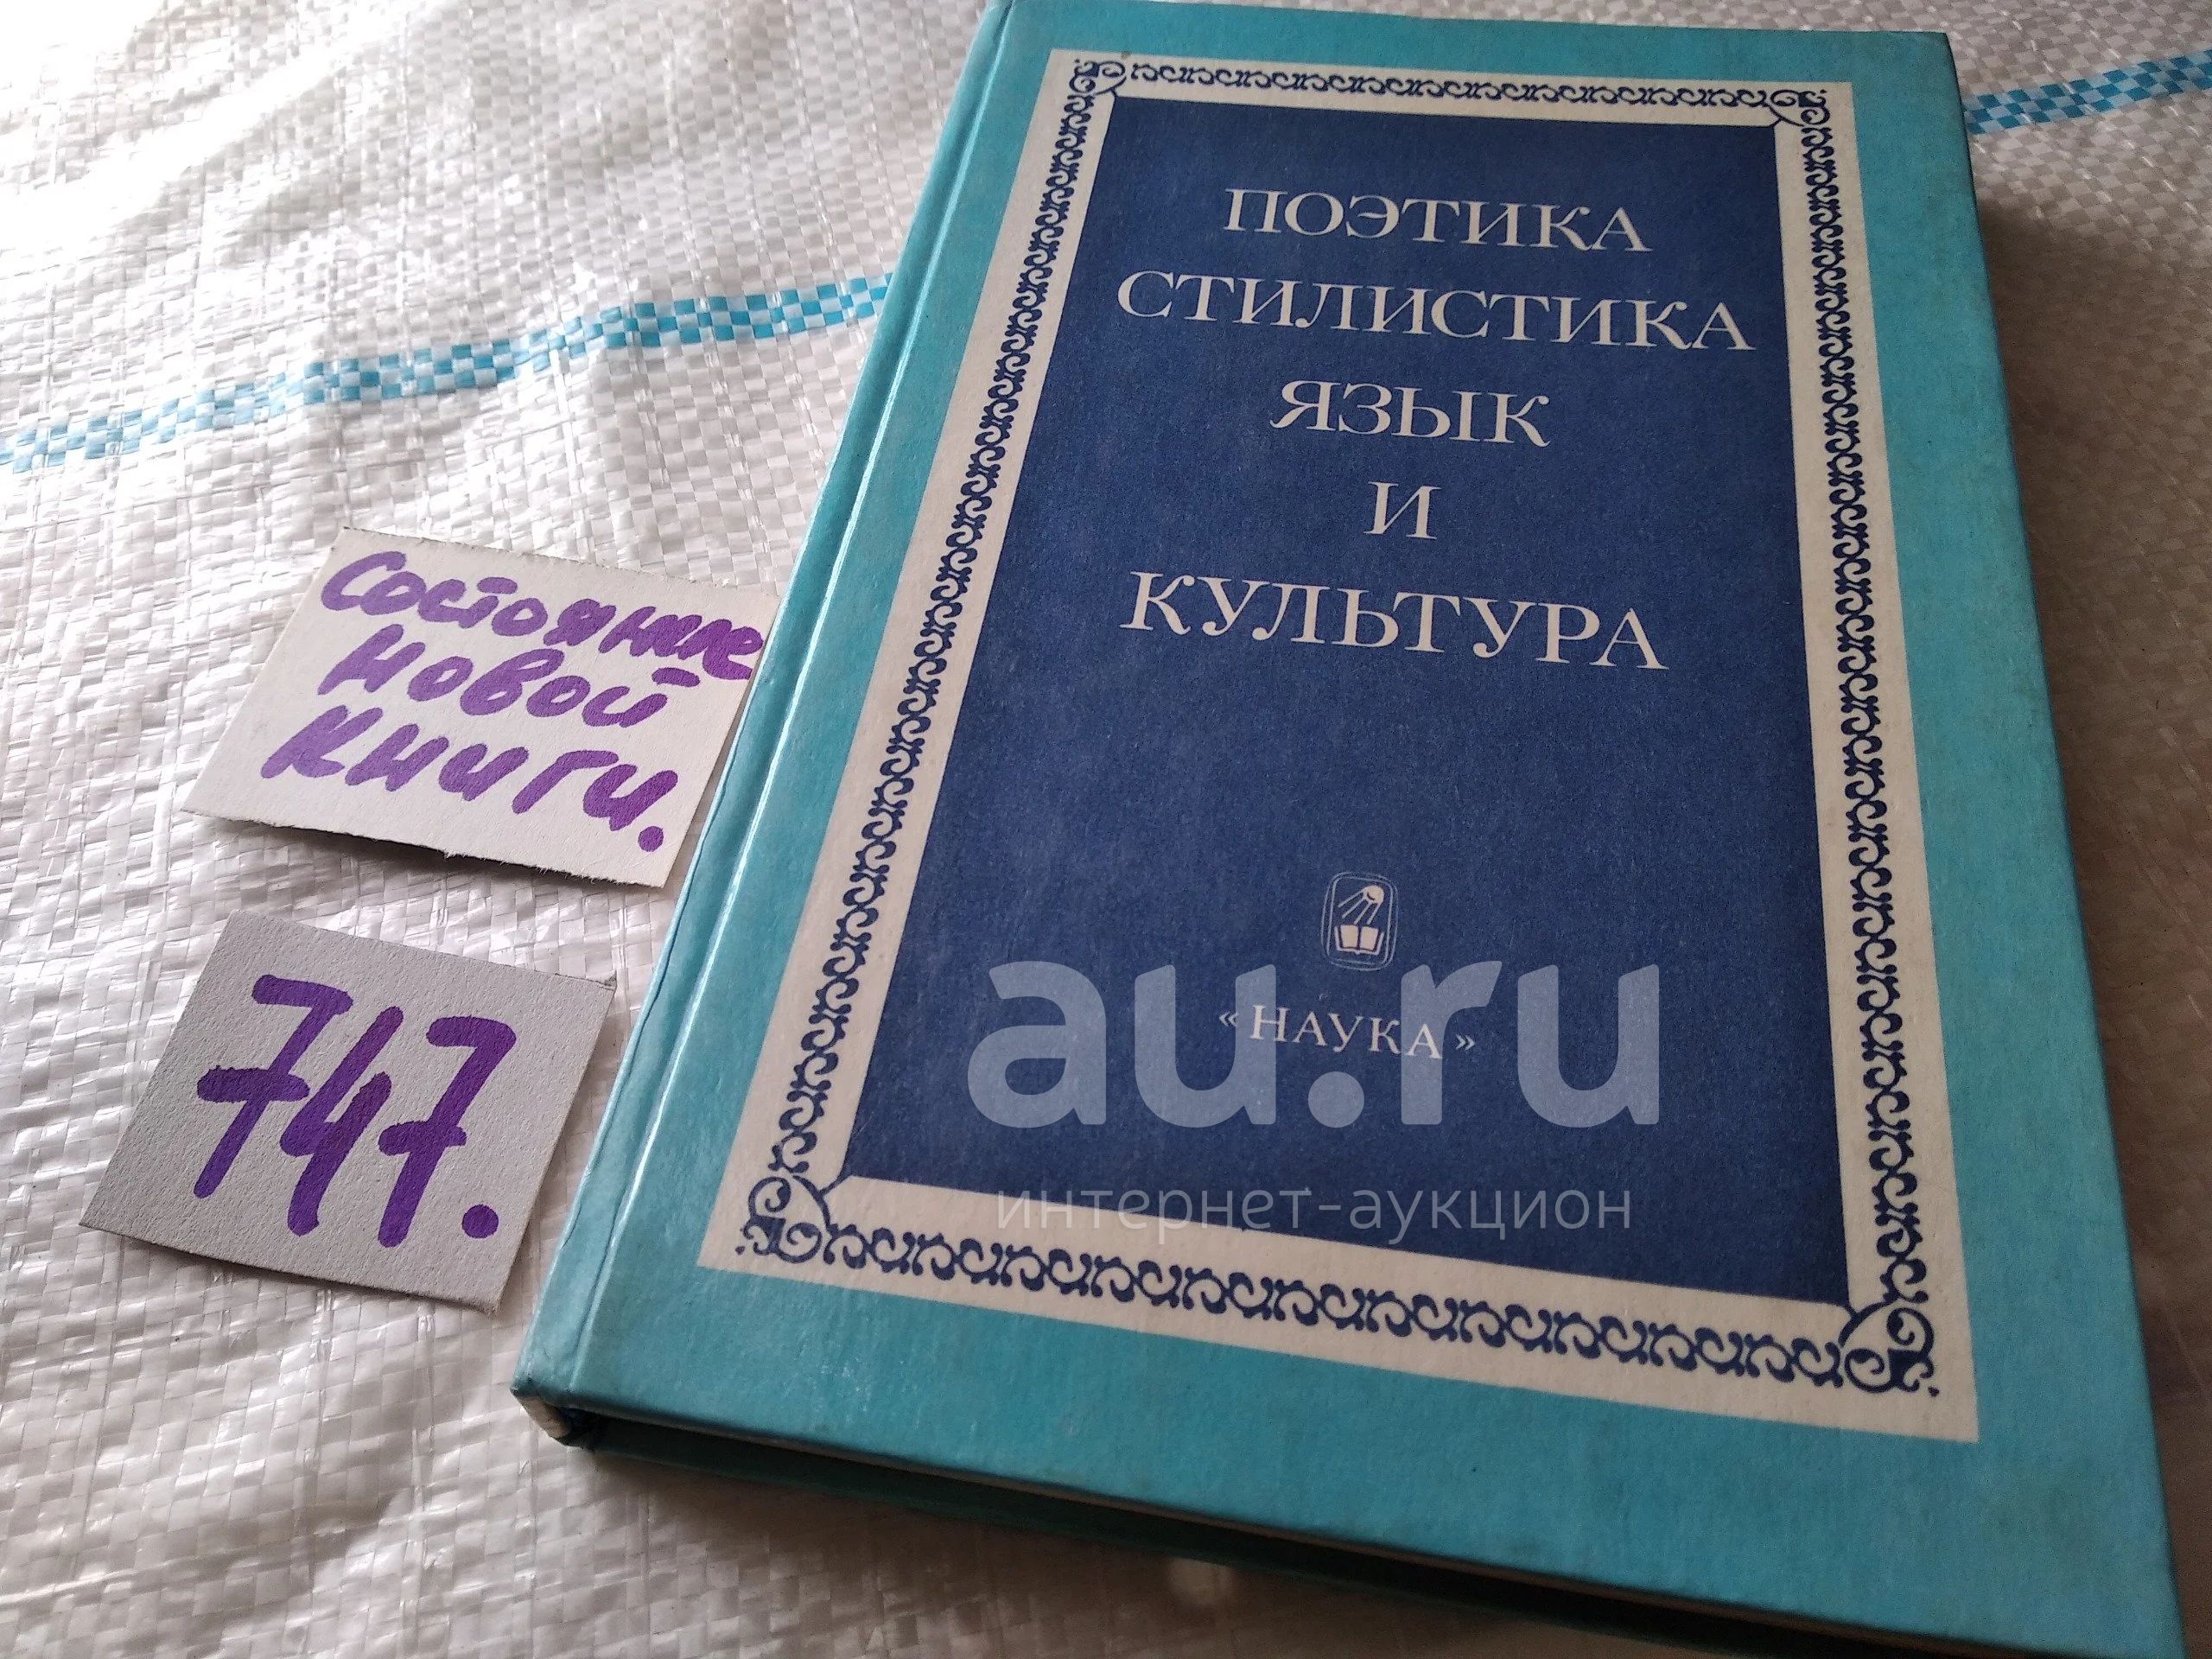 ПОЭТИКА
СТИЛИСТИКА
ЯЗЫК
И
КУЛЬТУРА
«НАУКА»
Состояние
новой
книги.
747.
au.ru
интернет-аукцион